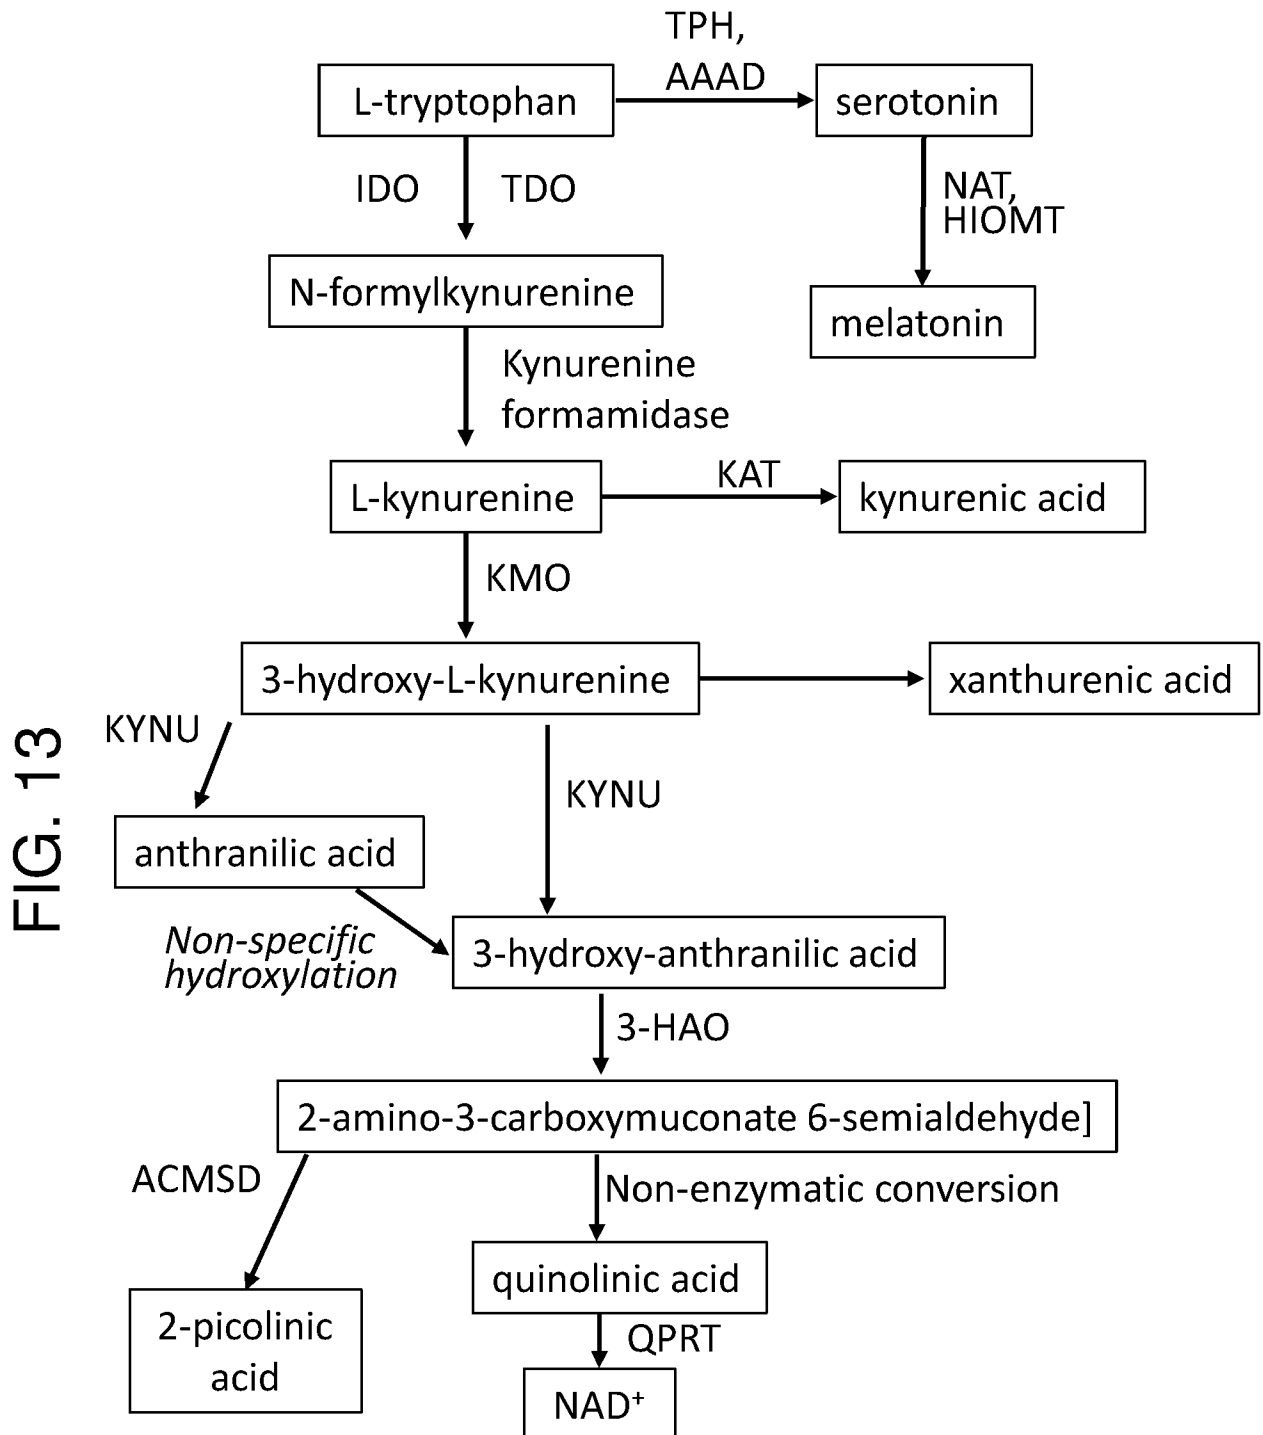 TPH,
AAAD
L-tryptophan
serotonin
IDO
TDO
NAT,
HIOMT
N-formylkynurenine
melatonin
Kynurenine
formamidase
L-kynurenine
KAT
kynurenic acid
KMO
3-hydroxy-L-kynurenine
xanthurenic acid
KYNU
KYNU
FIG. 13
anthranilic acid
Non-specific
hydroxylation
3-hydroxy-anthranilic acid
3-HAO
2-amino-3-carboxymuconate 6-semialdehyde]
ACMSD
Non-enzymatic conversion
quinolinic acid
2-picolinic
acid
QPRT
NAD⁺